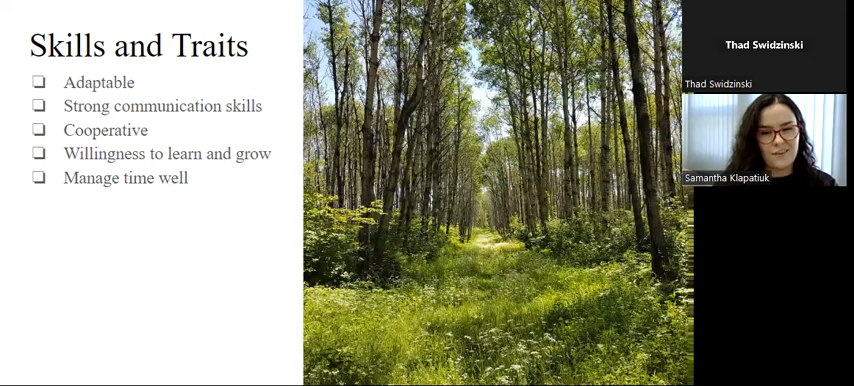 Skills and Traits
Adaptable
Strong communication skills
Cooperative
Willingness to learn and grow
Manage time well
Thad Swidzinski
Thad Swidzinski
Samantha Klapatiuk